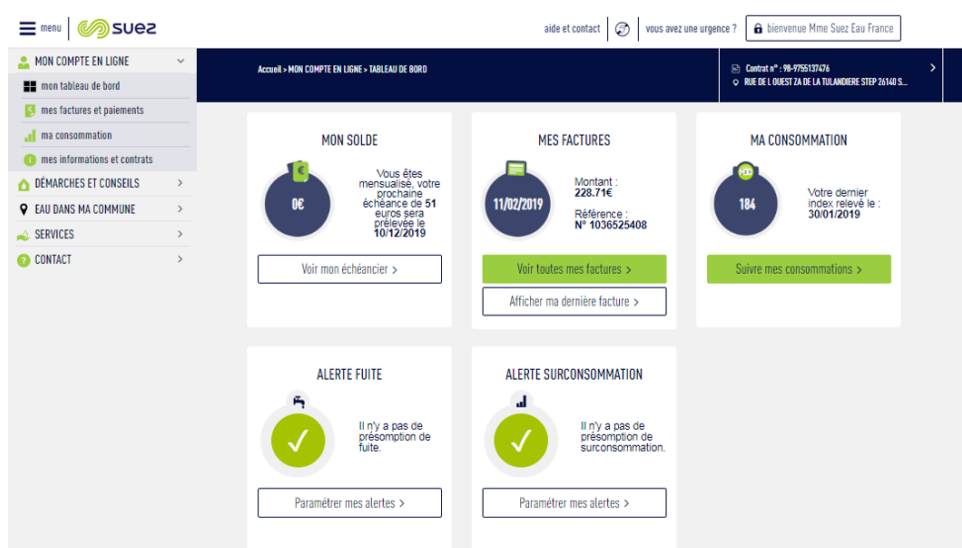 menu
suez
aide et contact
vous avez une urgence ?
bienvenue Mme Suez Eau France
MON COMPTE EN LIGNE
mon tableau de bord
mes factures et paiements
ma consommation
mes informations et contrats
DÉMARCHES ET CONSEILS
EAU DANS MA COMMUNE
SERVICES
CONTACT
Accueil > MON COMPTE EN LIGNE > TABLEAU DE BORD
Contrat n° : 98-9755137476
RUE DE L OUEST ZA DE LA TULANDIERE STEP 26140 S...
MON SOLDE
€
0€
Vous êtes
mensualisé, votre
prochaine
échéance de 51
euros sera
prélevée le
10/12/2019
Voir mon échéancier >
MES FACTURES
11/02/2019
Montant :
228.71€
Référence :
N° 1036525408
Voir toutes mes factures >
Afficher ma dernière facture >
MA CONSOMMATION
184
Votre dernier
index relevé le :
30/01/2019
Suivre mes consommations >
ALERTE FUITE
Il n'y a pas de
présomption de
fuite.
Paramétrer mes alertes >
ALERTE SURCONSOMMATION
Il n'y a pas de
présomption de
surconsommation.
Paramétrer mes alertes >